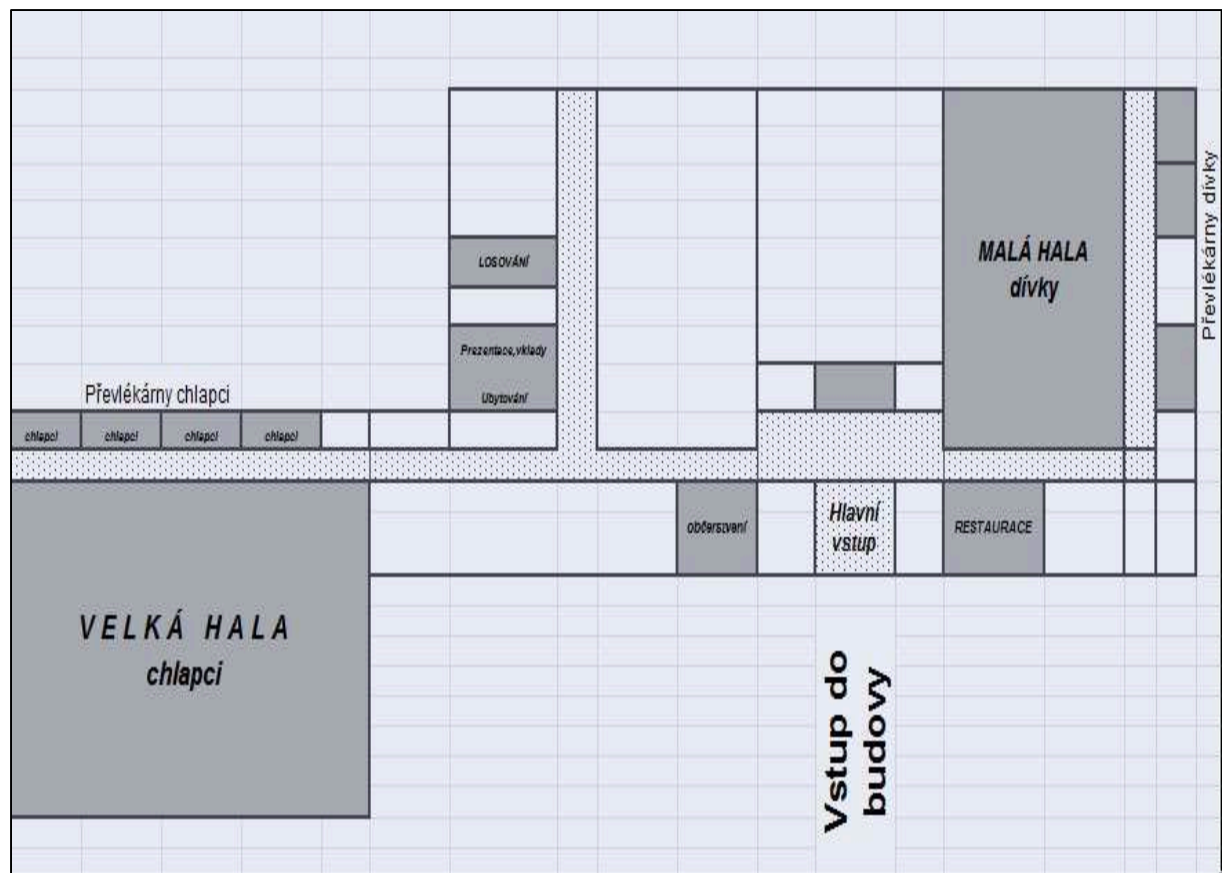 LOSOVÁNÍ
Prezentace,vklady
Ubytování
Převlékárny chlapci
chlapci
chlapci
chlapci
chlapci
MALÁ HALA
dívky
Převlékárny dívky
občerszvení
Hlavní
vstup
RESTAURACE
VELKÁ HALA
chlapci
Vstup do
budovy